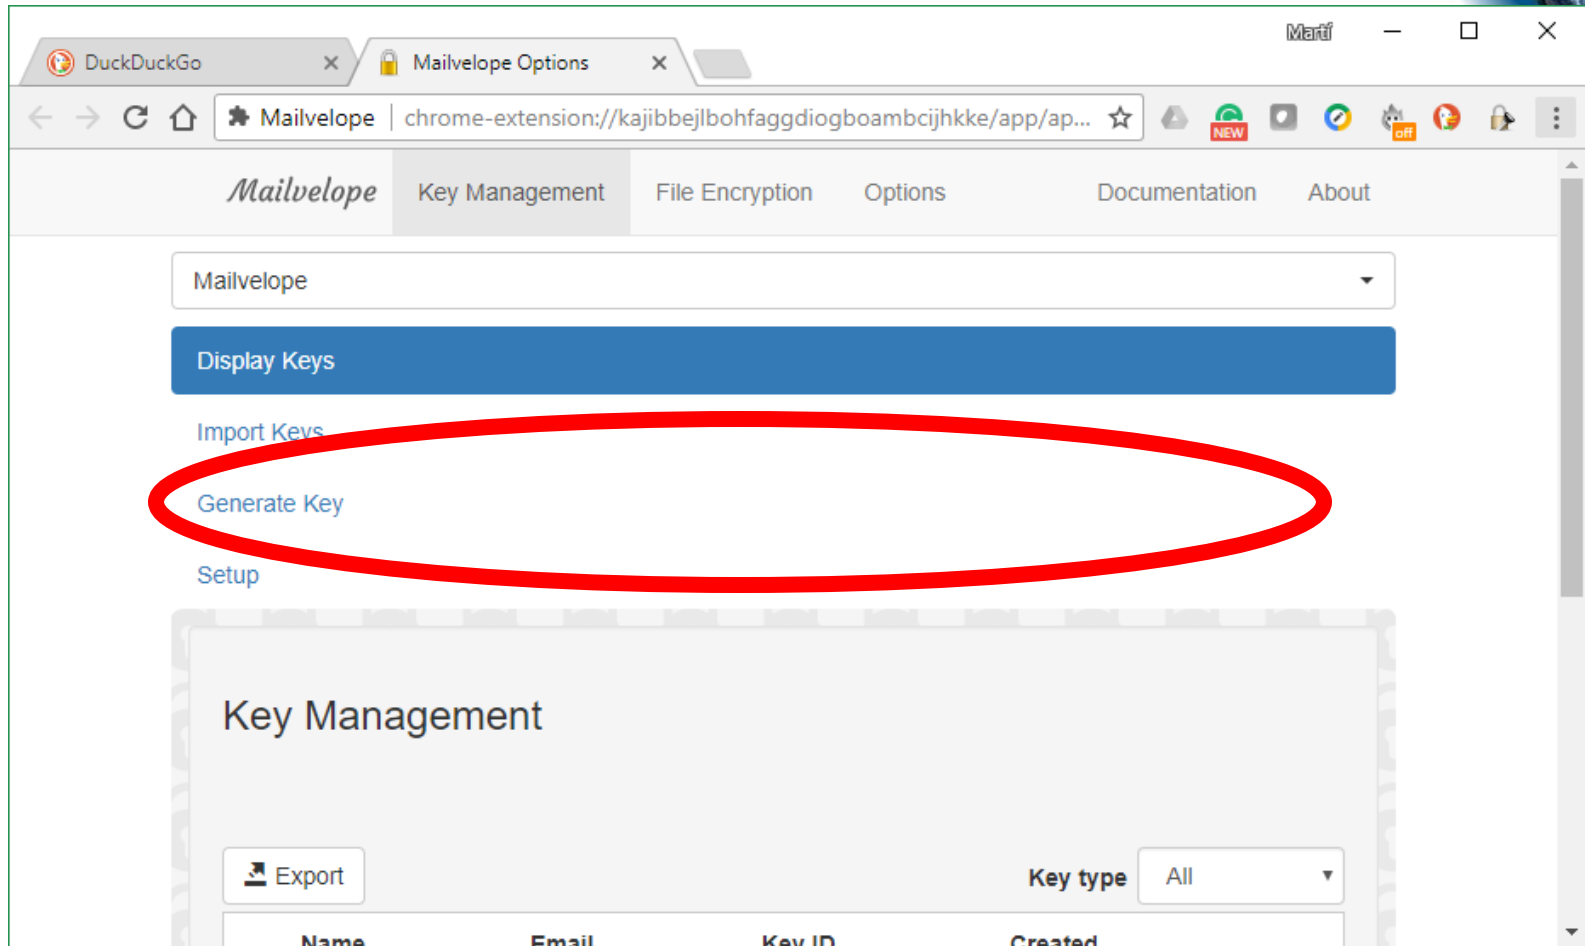 Martí
DuckDuckGo
Mailvelope Options
Mailvelope chrome-extension://kajibbejlbohfaggdiogboambcijhkke/app/ap...
NEW
off
Mailvelope Key Management File Encryption Options Documentation About
Mailvelope
Display Keys
Import Keys
Generate Key
Setup
Key Management
Export Key type All
Name Email Key ID Created